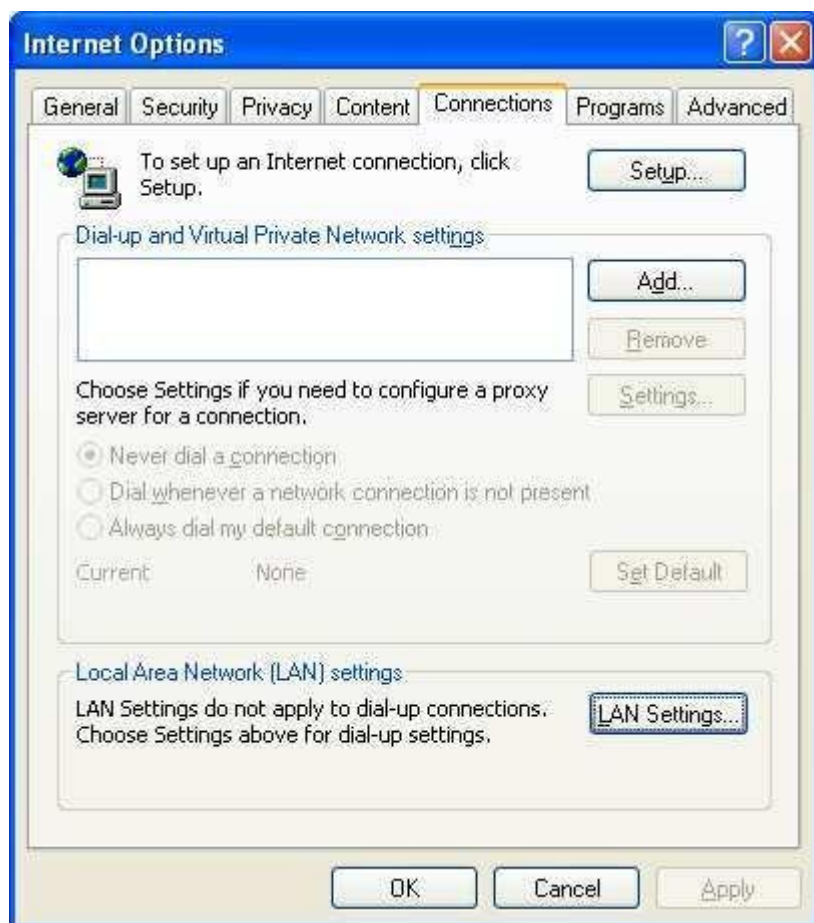 Internet Options
General Security Privacy Content Connections Programs Advanced
To set up an Internet connection, click
Setup.
Setup...
Dial-up and Virtual Private Network settings
Add...
Remove
Choose Settings if you need to configure a proxy
server for a connection.
Settings...
Never dial a connection
Dial whenever a network connection is not present
Always dial my default connection
Current None Set Default
Local Area Network (LAN) settings
LAN Settings do not apply to dial-up connections.
Choose Settings above for dial-up settings.
LAN Settings...
OK Cancel Apply